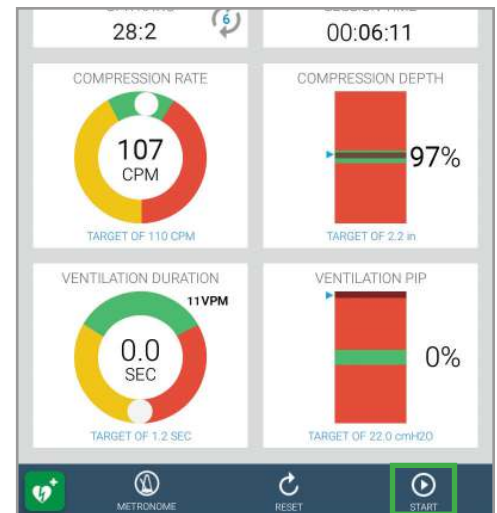 28:2
6
00:06:11
COMPRESSION RATE
COMPRESSION DEPTH
107
CPM
97%
TARGET OF 110 CPM
TARGET OF 2.2 in
VENTILATION DURATION
VENTILATION PIP
11VPM
0.0
SEC
0%
TARGET OF 1.2 SEC
TARGET OF 22.0 cmH2O
METRONOME
RESET
START